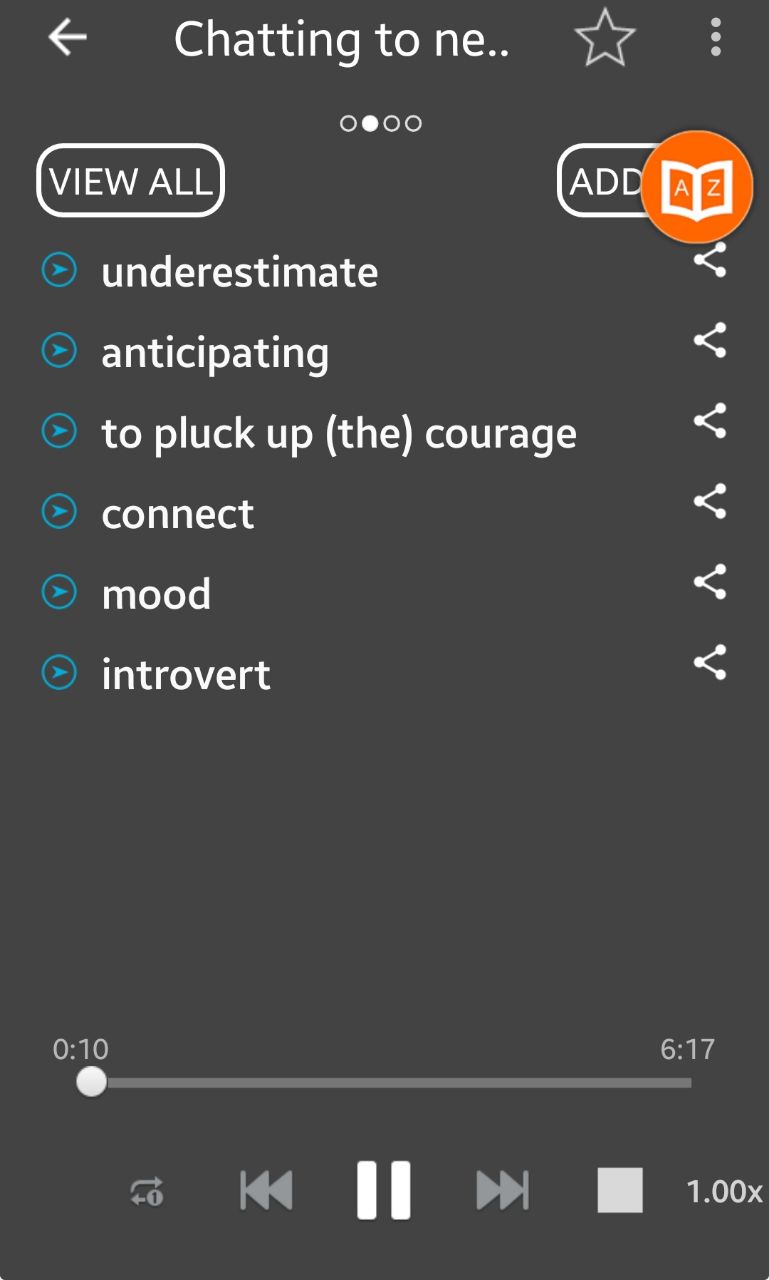 Chatting to ne..
VIEW ALL
ADD
A Z
underestimate
anticipating
to pluck up (the) courage
connect
mood
introvert
0:10
6:17
1
1.00x